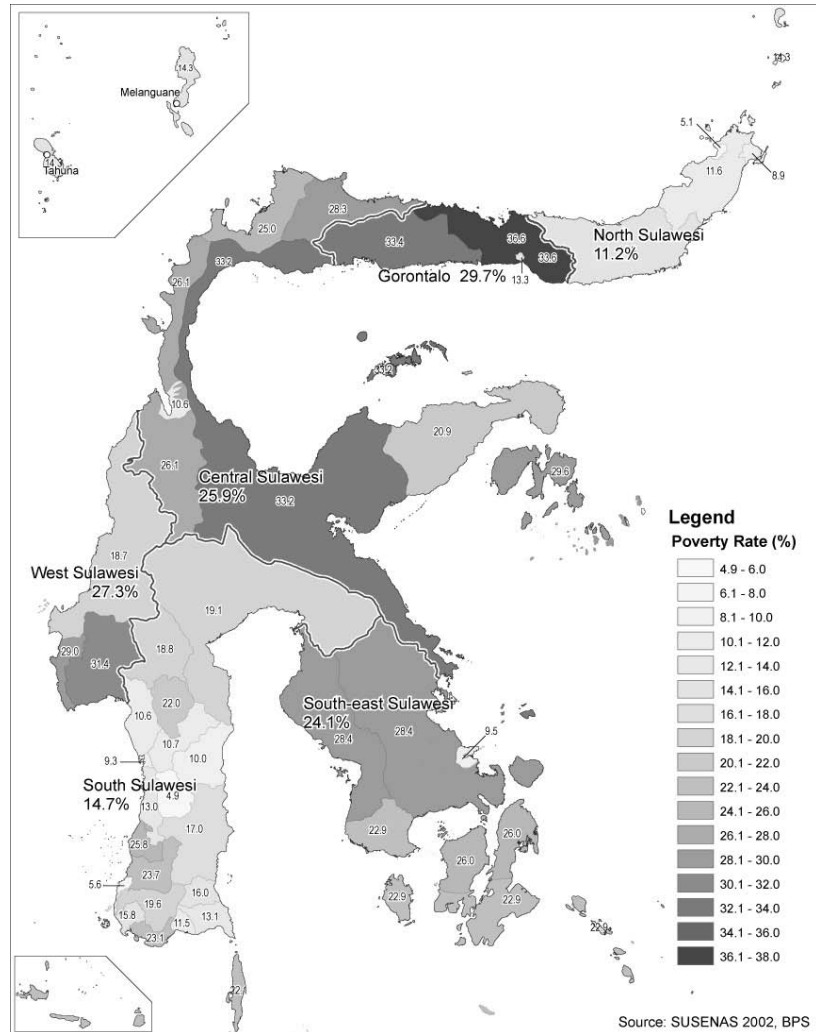 14.3
Melanguane
14.3
Tahuna
14.3
5.1
11.6
8.9
28.3
25.0
33.4
36.6
33.6
13.3
North Sulawesi
11.2%
Gorontalo 29.7%
33.2
26.1
33.2
10.6
20.9
26.1
Central Sulawesi
25.9%
33.2
29.6
18.7
West Sulawesi
27.3%
19.1
29.0
31.4
18.8
22.0
10.6
South-east Sulawesi
24.1%
28.4
28.4
9.5
10.7
10.0
9.3
South Sulawesi
14.7%
4.9
13.0
17.0
25.8
22.9
26.0
26.0
23.7
5.6
16.0
19.6
22.9
22.9
15.8
11.5
13.1
23.1
22.9
22.1
Legend
Poverty Rate (%)
4.9 - 6.0
6.1 - 8.0
8.1 - 10.0
10.1 - 12.0
12.1 - 14.0
14.1 - 16.0
16.1 - 18.0
18.1 - 20.0
20.1 - 22.0
22.1 - 24.0
24.1 - 26.0
26.1 - 28.0
28.1 - 30.0
30.1 - 32.0
32.1 - 34.0
34.1 - 36.0
36.1 - 38.0
Source: SUSENAS 2002, BPS